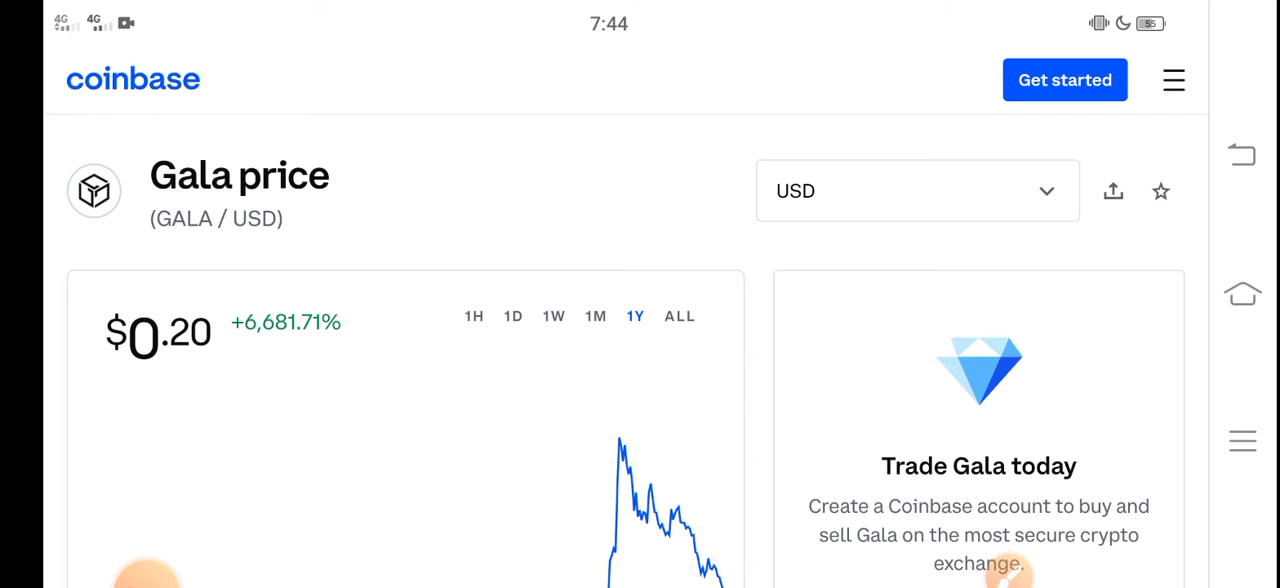 4G 4G 7:44 55
coinbase Get started
Gala price
(GALA / USD)
USD
$0.20 +6,681.71% 1H 1D 1W 1M 1Y ALL
Trade Gala today
Create a Coinbase account to buy and
sell Gala on the most secure crypto
exchange.